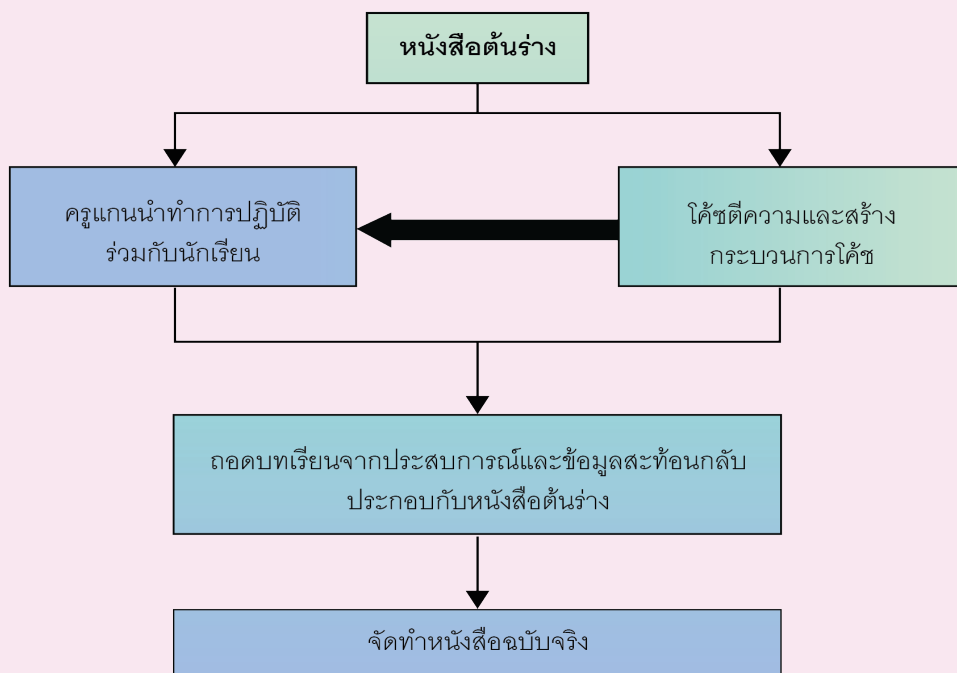 หนังสือต้นร่าง
ครูแกนนำทำการปฏิบัติ
ร่วมกับนักเรียน
โค้ชตีความและสร้าง
กระบวนการโค้ช
ถอดบทเรียนจากประสบการณ์และข้อมูลสะท้อนกลับ
ประกอบกับหนังสือต้นร่าง
จัดทำหนังสือฉบับจริง